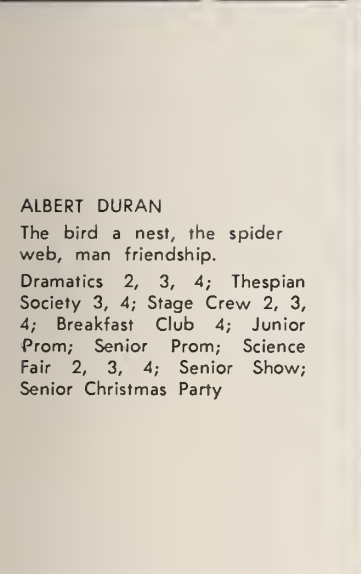 ALBERT DURAN
The bird a nest, the spider
web, man friendship.
Dramatics 2, 3, 4; Thespian
Society 3, 4; Stage Crew 2, 3,
4; Breakfast Club 4; Junior
Prom; Senior Prom; Science
Fair 2, 3, 4; Senior Show;
Senior Christmas Party